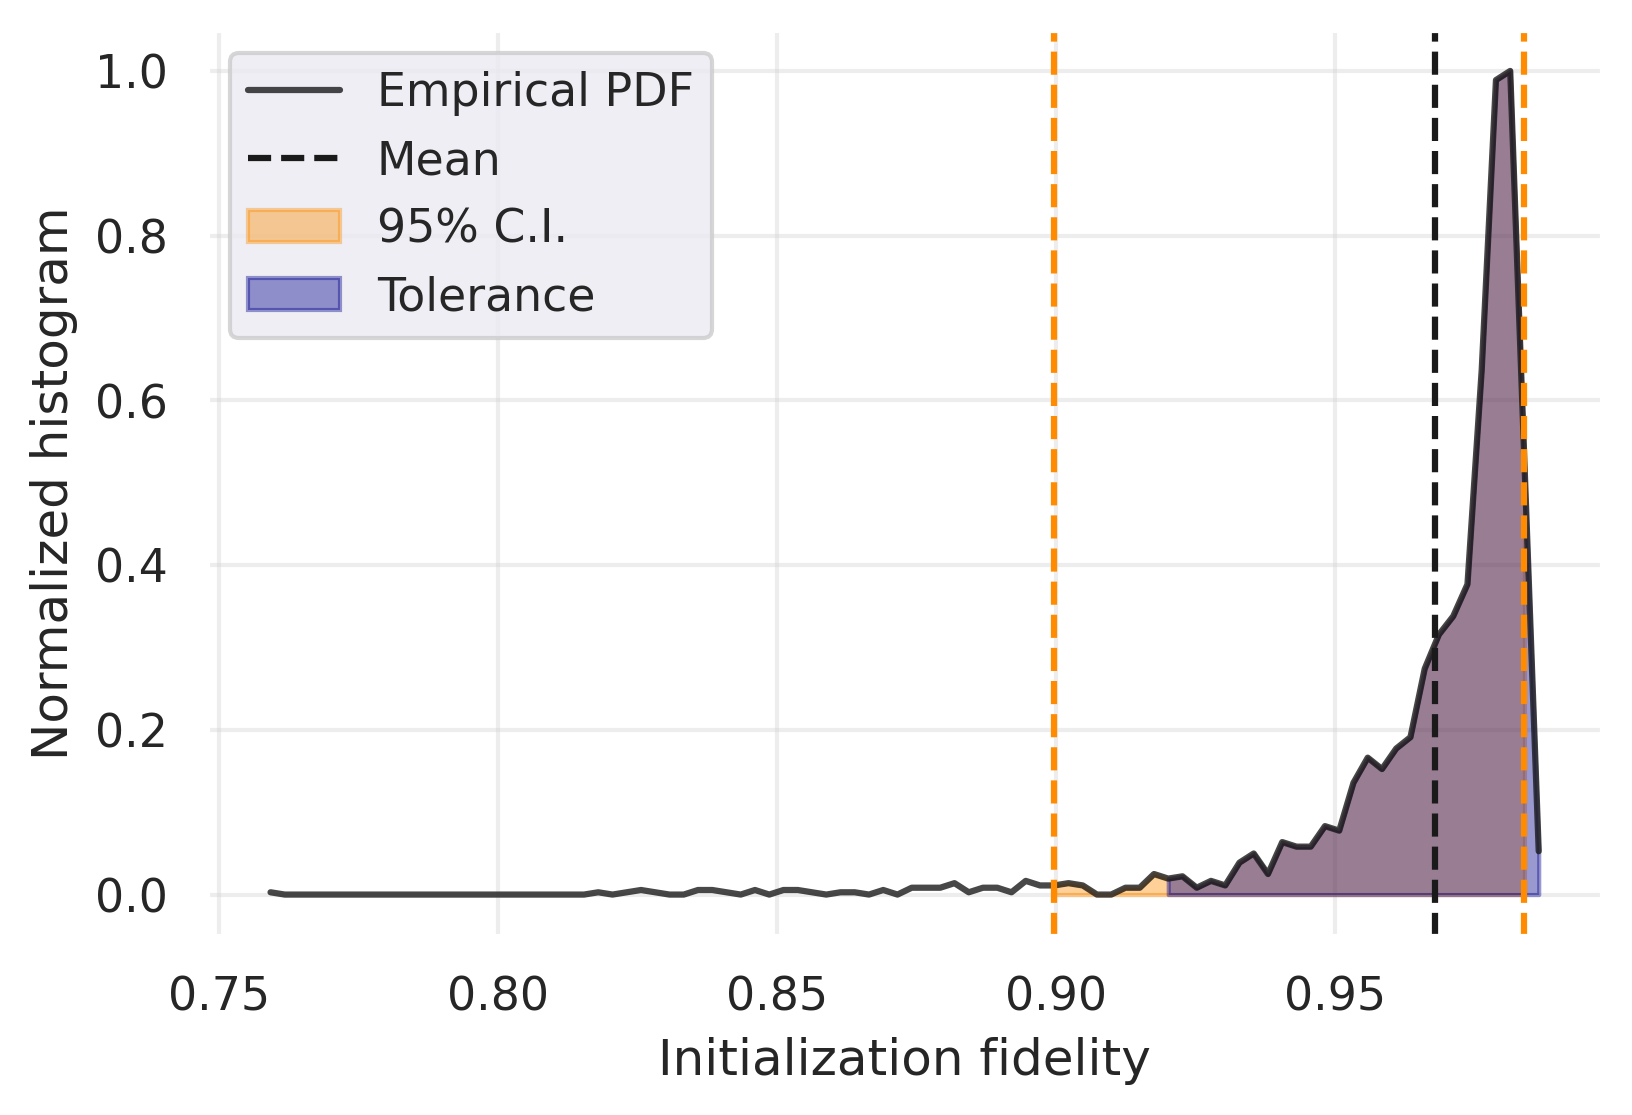 Empirical PDF
Mean
95% C.I.
Tolerance
1.0
0.8
0.6
0.4
0.2
0.0
Normalized histogram
0.75 0.80 0.85 0.90 0.95
Initialization fidelity